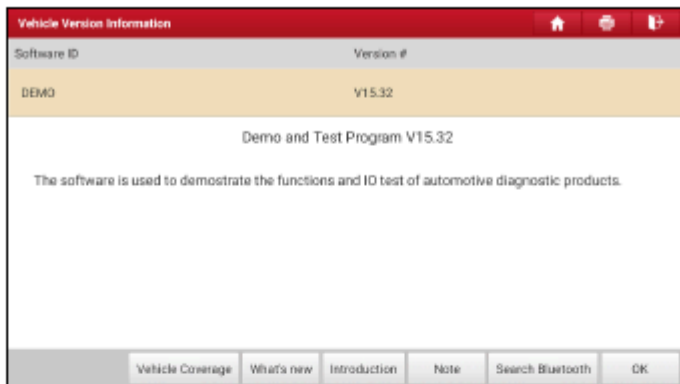 Vehicle Version Information
Software ID Version #
DEMO V15.32
Demo and Test Program V15.32
The software is used to demostrate the functions and IO test of automotive diagnostic products.
Vehicle Coverage What's new Introduction Note Search Bluetooth OK